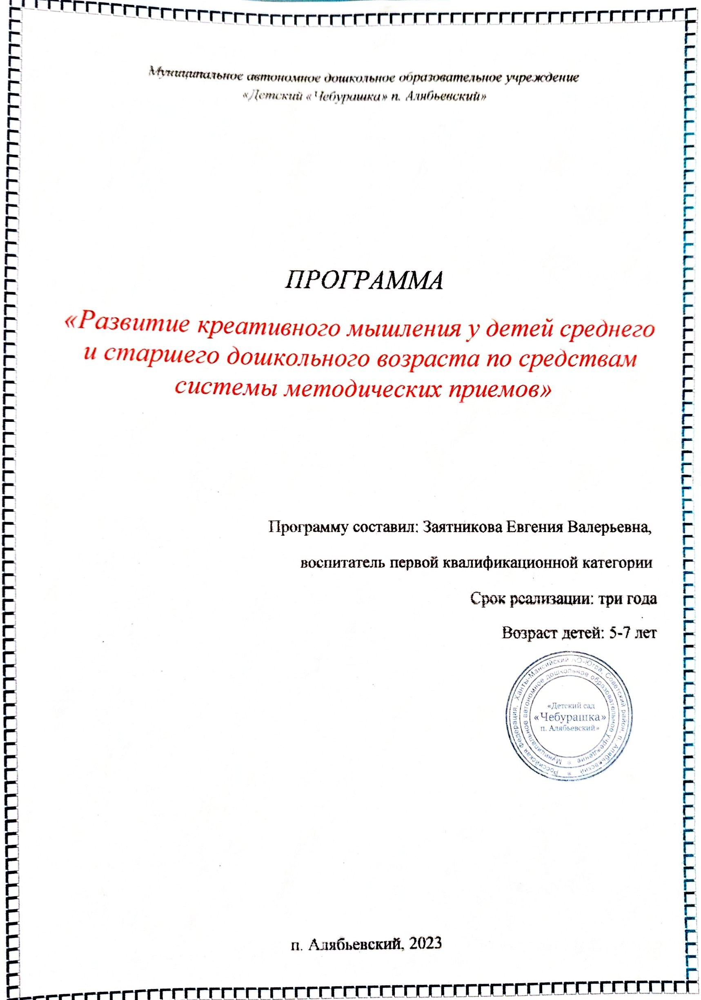 Муниципальное автономное дошкольное образовательное учреждение
«Детский «Чебурашка» п. Алябьевский»
ПРОГРАММА
«Развитие креативного мышления у детей среднего
и старшего дошкольного возраста по средствам
системы методических приемов»
Программу составил: Заятникова Евгения Валерьевна,
воспитатель первой квалификационной категории
Срок реализации: три года
Возраст детей: 5-7 лет
Российская Федерация, Ханты-Мансийский АО-Югра, Советский район, п. Алябьевский
Муниципальное автономное дошкольное образовательное учреждение
«Детский сад
«Чебурашка»
п. Алябьевский»
п. Алябьевский, 2023